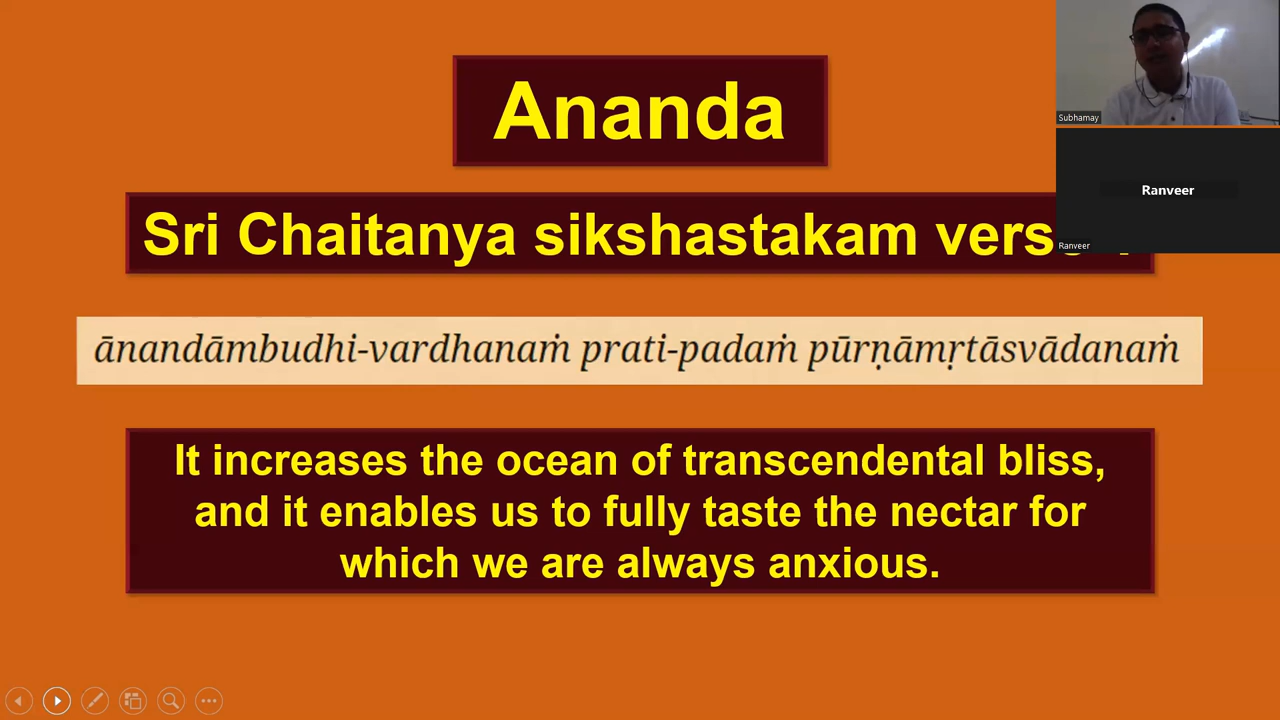 Ananda
Sri Chaitanya sikshastakam
ānandāmbudhi-vardhanaṁ prati-padaṁ pūrṇāmṛtāsvādanaṁ
It increases the ocean of transcendental bliss,
and it enables us to fully taste the nectar for
which we are always anxious.
Subhamay
Ranveer
Ranveer